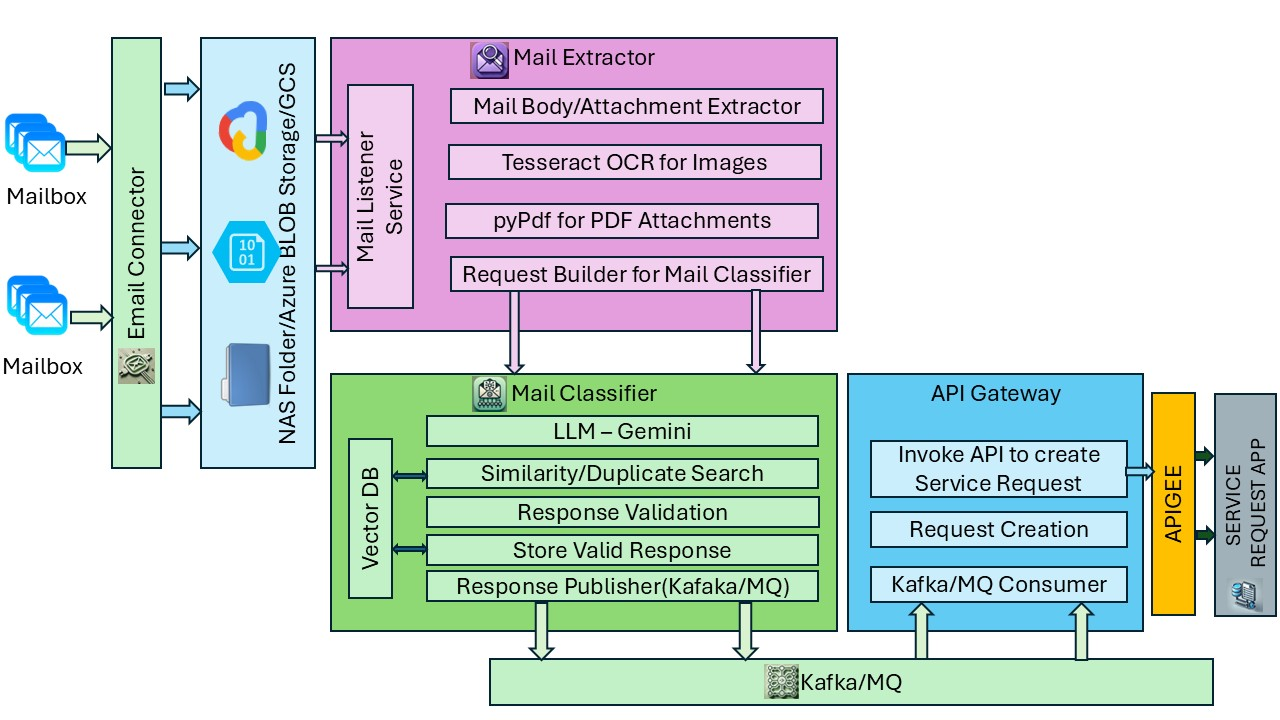 Mailbox
Mailbox
Email Connector
NAS Folder/Azure BLOB Storage/GCS
10
01
Mail Extractor
Mail Listener
Service
Mail Body/Attachment Extractor
Tesseract OCR for Images
pyPdf for PDF Attachments
Request Builder for Mail Classifier
Mail Classifier
Vector DB
LLM – Gemini
Similarity/Duplicate Search
Response Validation
Store Valid Response
Response Publisher(Kafaka/MQ)
API Gateway
Invoke API to create
Service Request
Request Creation
Kafka/MQ Consumer
APIGEE
SERVICE
REQUEST APP
Kafka/MQ